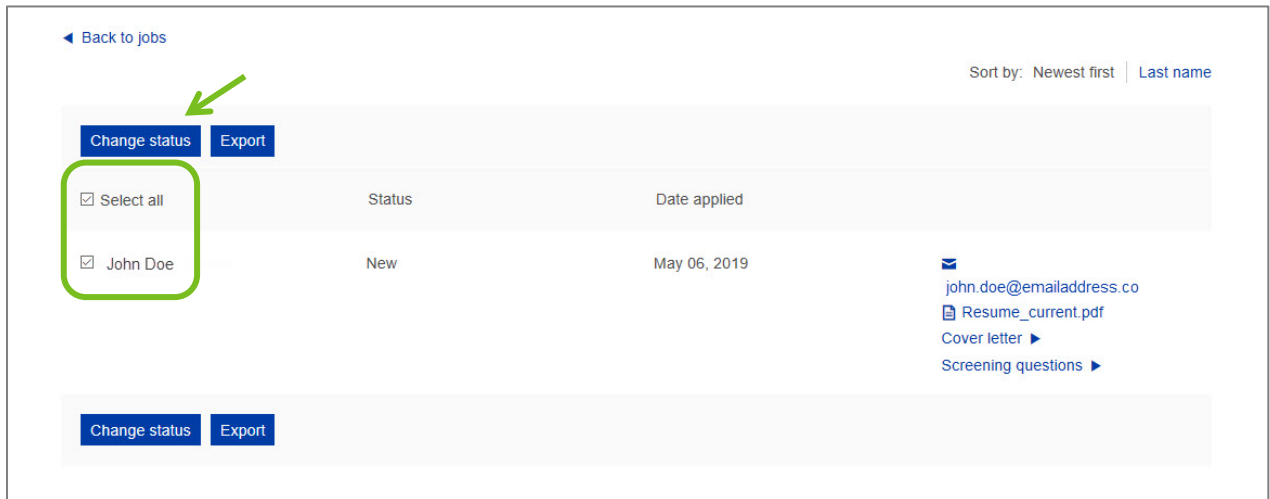 Back to jobs
Sort by: Newest first Last name
Change status Export
Select all Status Date applied
John Doe New May 06, 2019
john.doe@emailaddress.co
Resume_current.pdf
Cover letter
Screening questions
Change status Export